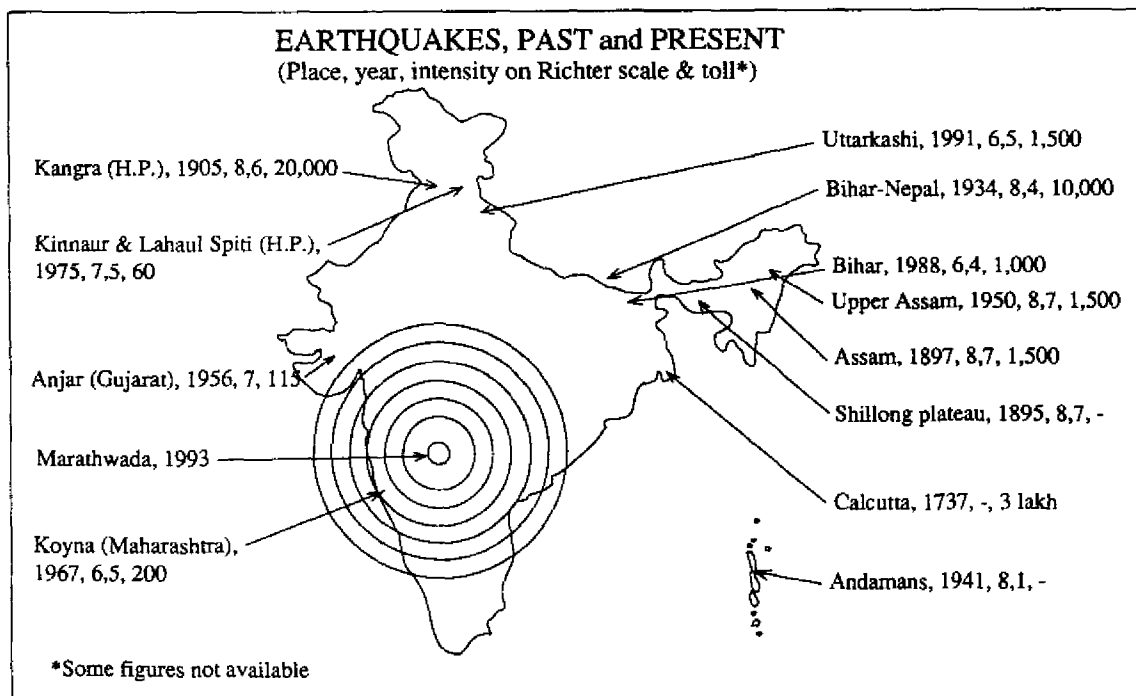 EARTHQUAKES, PAST and PRESENT
(Place, year, intensity on Richter scale & toll*)
Kangra (H.P.), 1905, 8,6, 20,000
Kinnaur & Lahaul Spiti (H.P.),
1975, 7,5, 60
Anjar (Gujarat), 1956, 7, 115
Marathwada, 1993
Koyna (Maharashtra),
1967, 6,5, 200
Uttarkashi, 1991, 6,5, 1,500
Bihar-Nepal, 1934, 8,4, 10,000
Bihar, 1988, 6,4, 1,000
Upper Assam, 1950, 8,7, 1,500
Assam, 1897, 8,7, 1,500
Shillong plateau, 1895, 8,7, -
Calcutta, 1737, -, 3 lakh
Andamans, 1941, 8,1, -
*Some figures not available